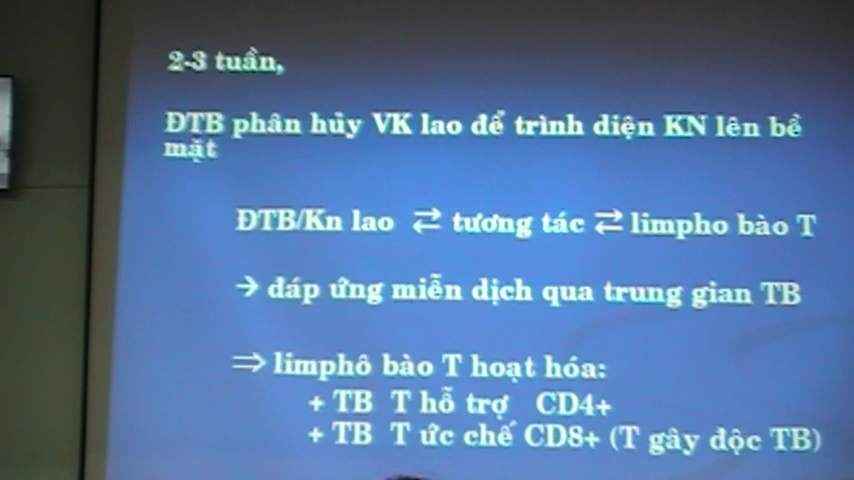 2-3 tuần,
ĐTB phân hủy VK lao để trình diện KN lên bề
mặt
ĐTB/Kn lao ⇄ tương tác ⇄ limpho bào T
→ đáp ứng miễn dịch qua trung gian TB
⇒ limphô bào T hoạt hóa:
+ TB T hỗ trợ CD4+
+ TB T ức chế CD8+ (T gây độc TB)